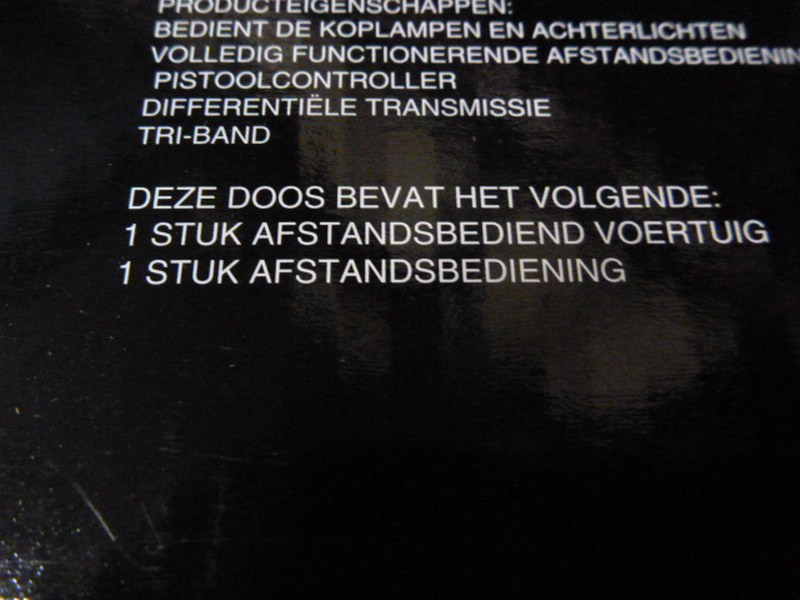 PRODUCTEIGENSCHAPPEN:
BEDIENT DE KOPLAMPEN EN ACHTERLICHTEN
VOLLEDIG FUNCTIONERENDE AFSTANDSBEDIENIN
PISTOOLCONTROLLER
DIFFERENTIËLE TRANSMISSIE
TRI-BAND
DEZE DOOS BEVAT HET VOLGENDE:
1 STUK AFSTANDSBEDIEND VOERTUIG
1 STUK AFSTANDSBEDIENING